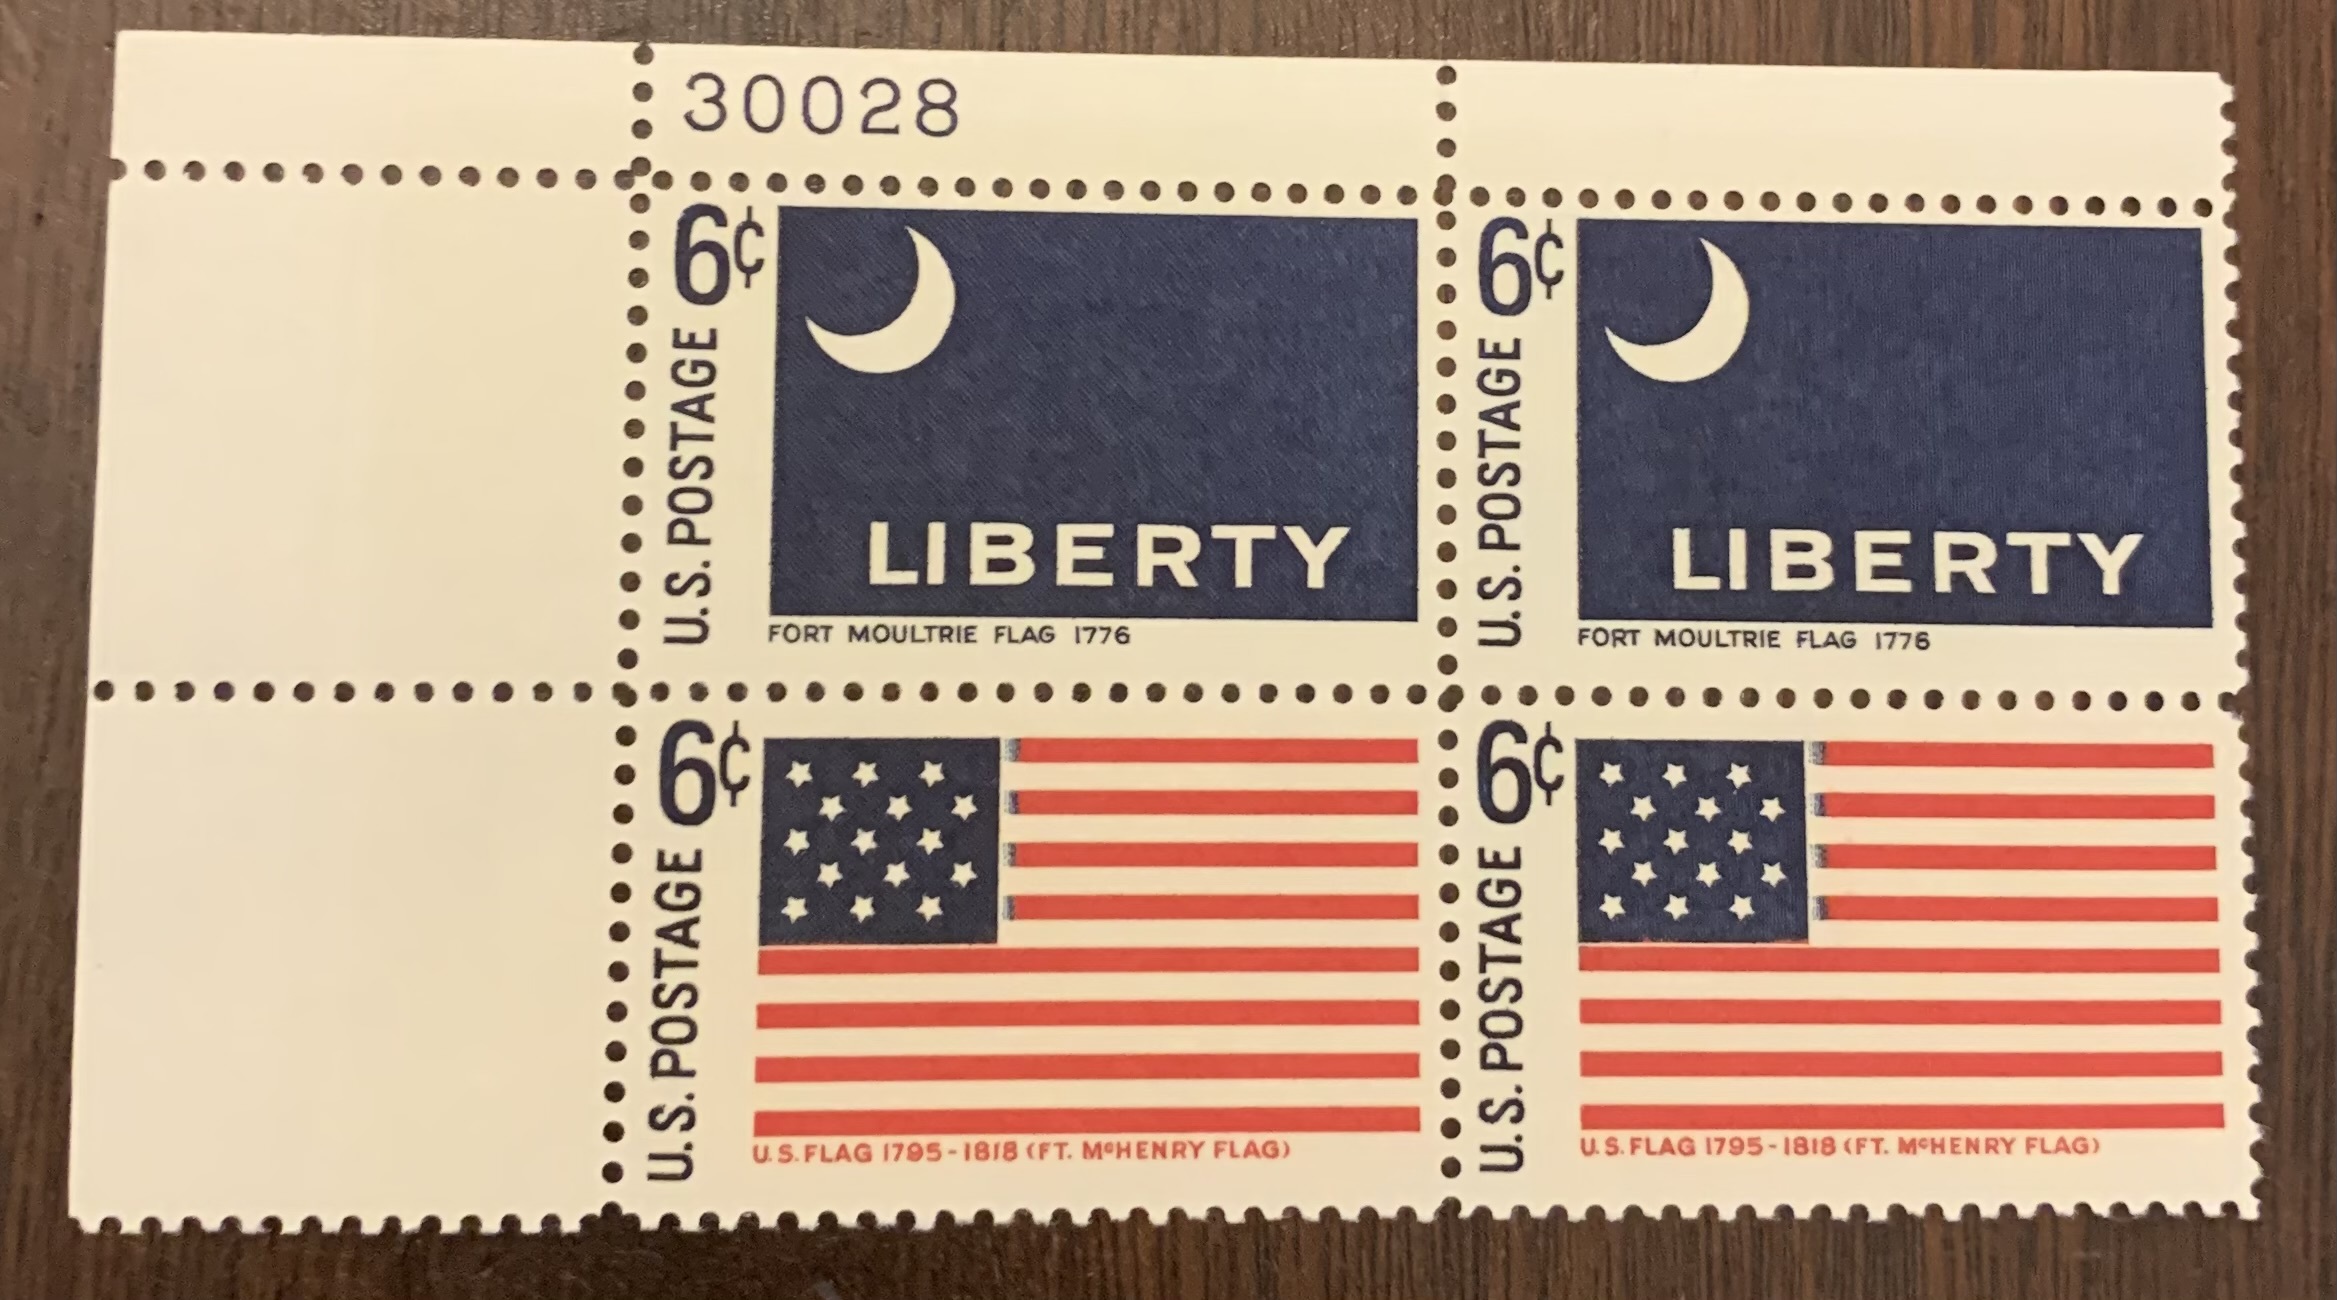 30028
6¢
U.S. POSTAGE
LIBERTY
FORT MOULTRIE FLAG 1776
6¢
U.S. POSTAGE
LIBERTY
FORT MOULTRIE FLAG 1776
6¢
U.S. POSTAGE
U.S. FLAG 1795-1818 (FT. McHENRY FLAG)
6¢
U.S. POSTAGE
U.S. FLAG 1795-1818 (FT. McHENRY FLAG)